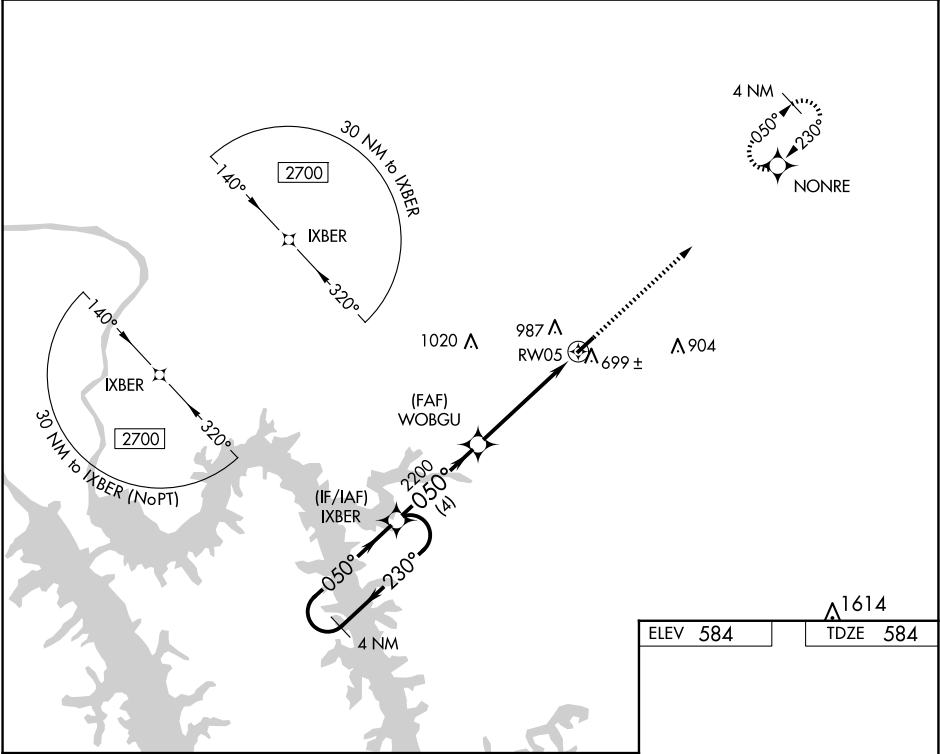 4 NM
050°
230°
NONRE
30 NM to IXBER
2700
140°
IXBER
320°
140°
IXBER
320°
2700
30 NM to IXBER (NoPT)
1020
987
RW05
699 ±
904
(FAF)
WOBGU
2200
050°
(4)
(IF/IAF)
IXBER
050°
230°
4 NM
1614
ELEV 584
TDZE 584